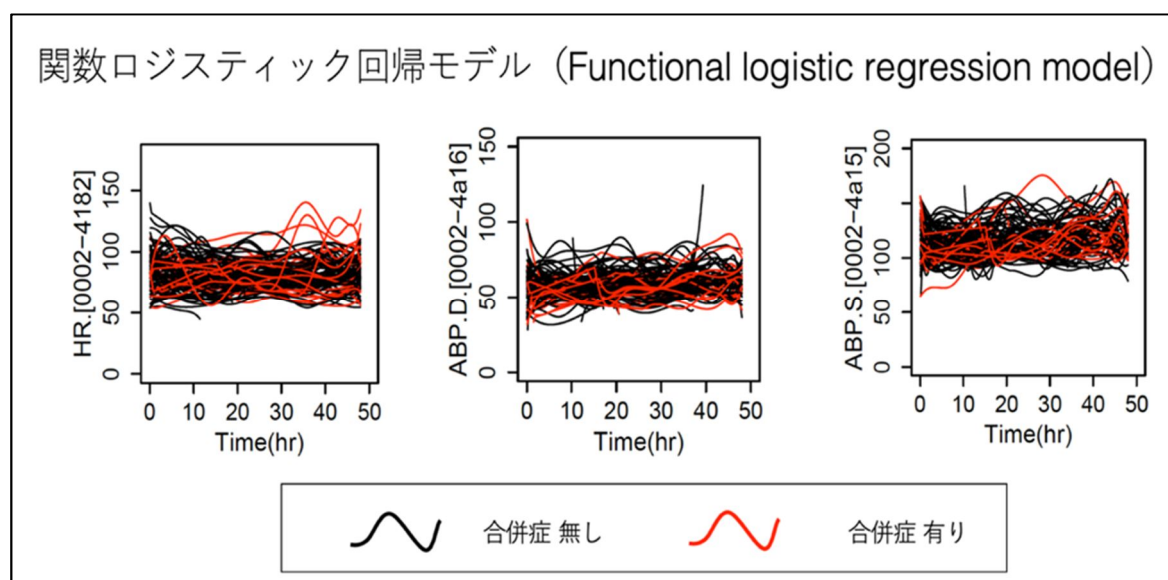 関数ロジスティック回帰モデル（Functional logistic regression model）
HR.[0002-4182]
0 50 100 150
0 10 20 30 40 50
Time(hr)
ABP.D.[0002-4a16]
0 50 100 150
0 10 20 30 40 50
Time(hr)
ABP.S.[0002-4a15]
0 50 100 200
0 10 20 30 40 50
Time(hr)
合併症 無し
合併症 有り